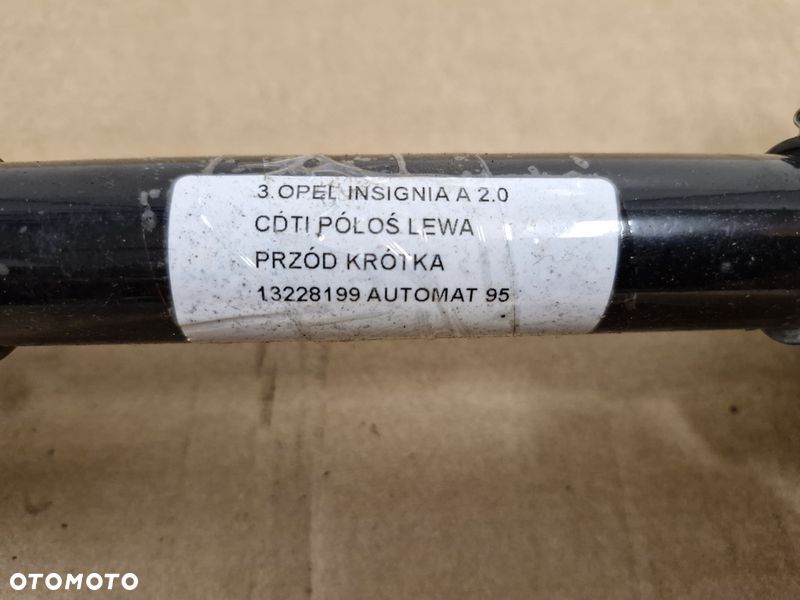 3.OPEL INSIGNIA A 2.0
CDTI PÓŁOŚ LEWA
PRZÓD KRÓTKA
13228199 AUTOMAT 95
OTOMOTO